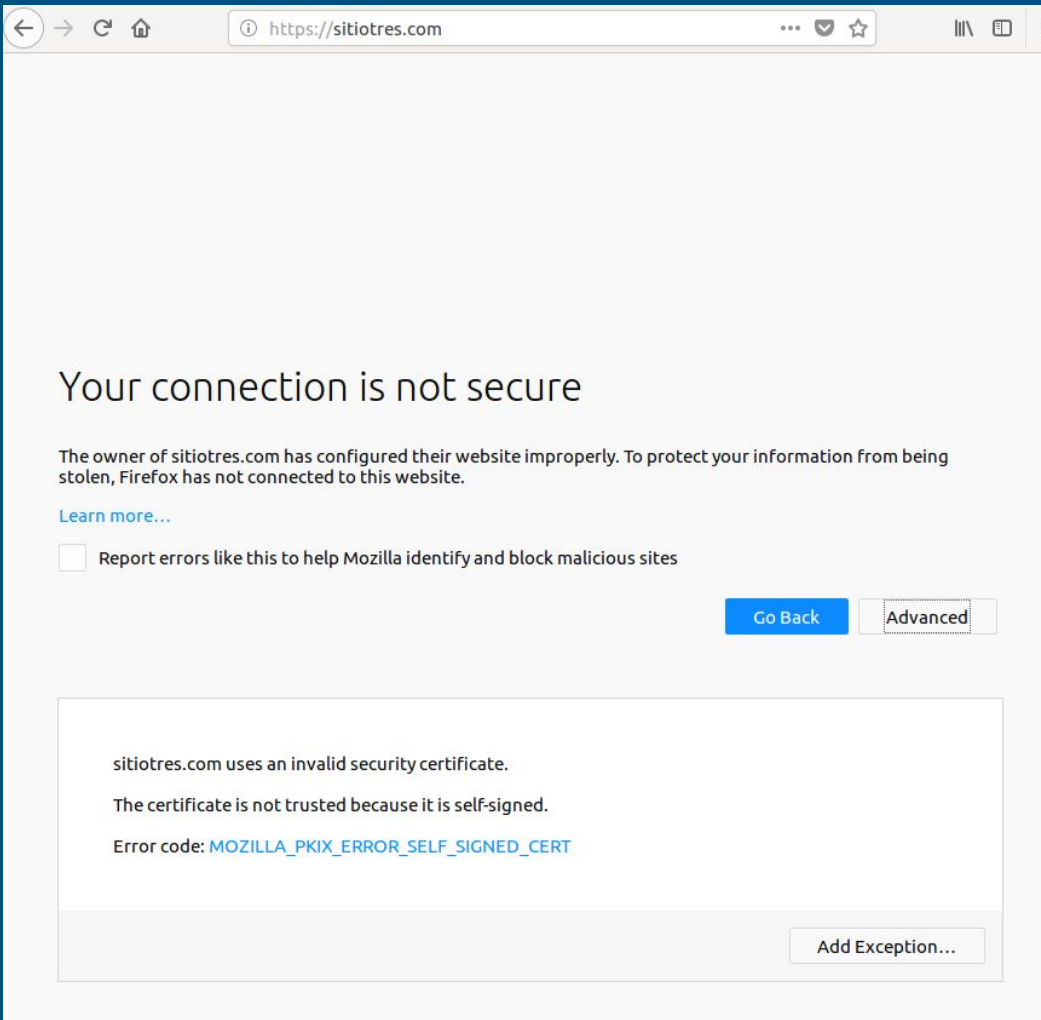 https://sitiotres.com
Your connection is not secure
The owner of sitiotres.com has configured their website improperly. To protect your information from being
stolen, Firefox has not connected to this website.
Learn more…
Report errors like this to help Mozilla identify and block malicious sites
Go Back Advanced
sitiotres.com uses an invalid security certificate.
The certificate is not trusted because it is self-signed.
Error code: MOZILLA_PKIX_ERROR_SELF_SIGNED_CERT
Add Exception…